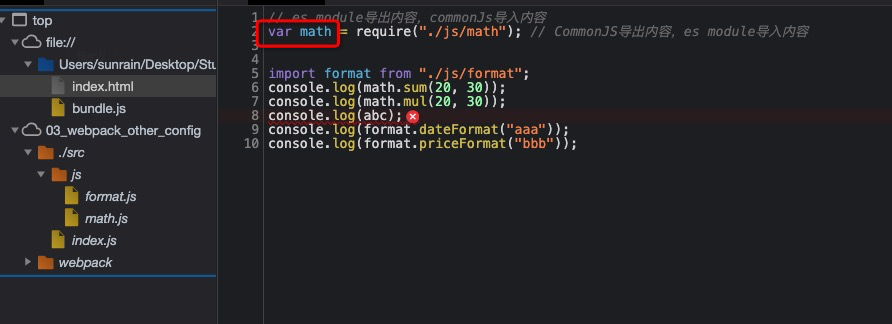 top
file://
Users/sunrain/Desktop/Stu
index.html
bundle.js
03_webpack_other_config
./src
js
format.js
math.js
index.js
webpack
1 // es module导出内容, commonJs导入内容
2 var math = require("./js/math"); // CommonJS导出内容, es module导入内容
3
4
5 import format from "./js/format";
6 console.log(math.sum(20, 30));
7 console.log(math.mul(20, 30));
8 console.log(abc);
9 console.log(format.dateFormat("aaa"));
10 console.log(format.priceFormat("bbb"));